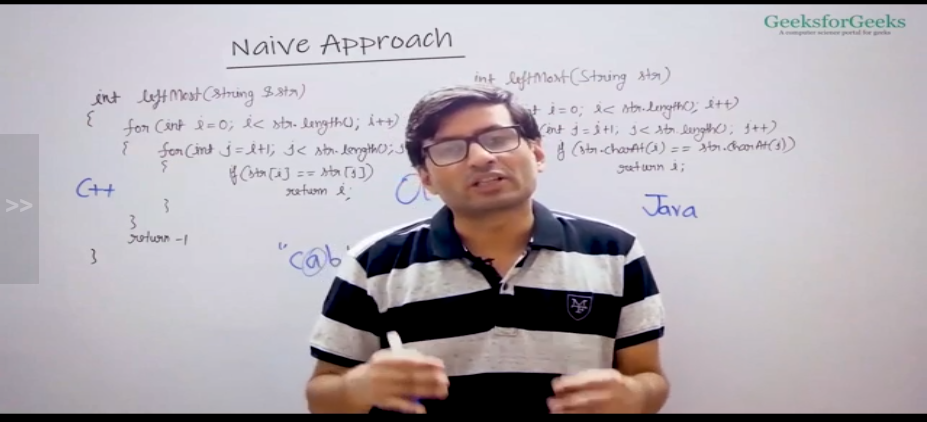 GeeksforGeeks
A computer science portal for geeks
Naive Approach
int leftMost(string &str)
{
for (int i=0; i< str.length(); i++)
{
for(int j=i+1; j< str.length();
{
if(str[i] == str[j])
return i;
}
}
return -1
}
C++
"cab
int leftMost(String str)
i=0; i< str.length(); i++)
(int j=i+1; j< str.length(); j++)
if (str.charAt(i) == str.charAt(j))
return i;
Java
>>